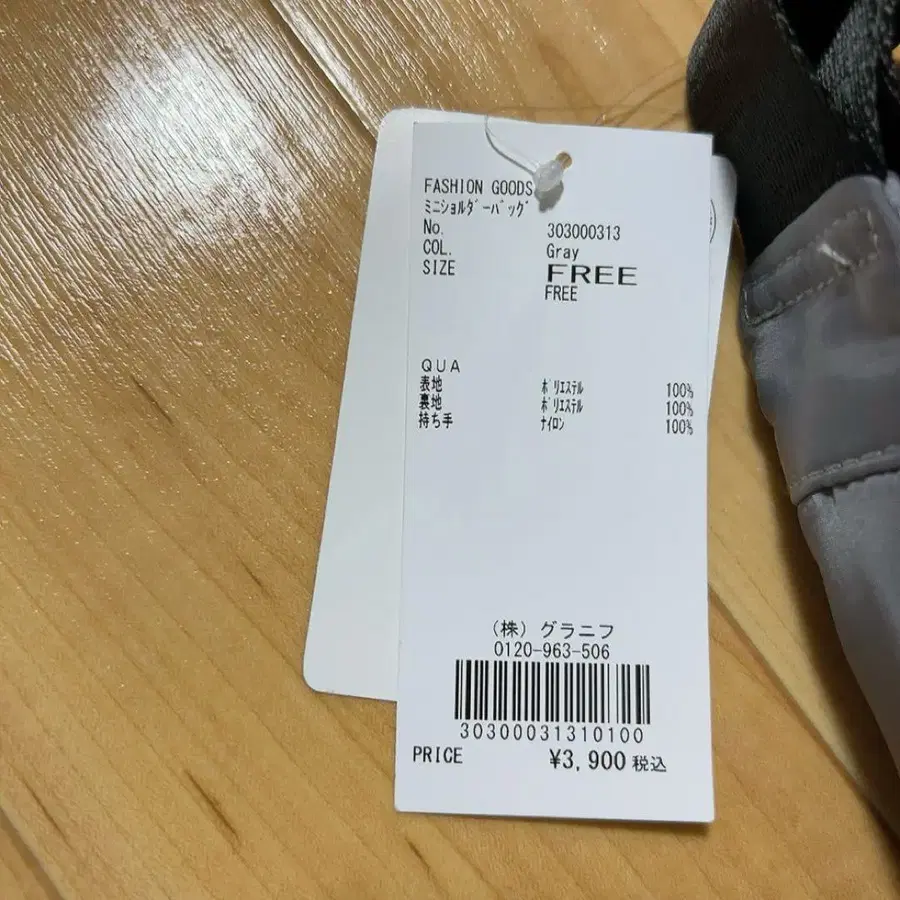 FASHION GOODS
ﾐﾆｼｮﾙﾀﾞｰﾊﾞｯｸﾞ
No. 303000313
COL. Gray
SIZE FREE
FREE
ＱＵＡ
表地 ﾎﾟﾘｴｽﾃﾙ 100%
裏地 ﾎﾟﾘｴｽﾃﾙ 100%
持ち手 ﾅｲﾛﾝ 100%
（株）グラニフ
0120-963-506
30300031310100
PRICE ¥3,900税込